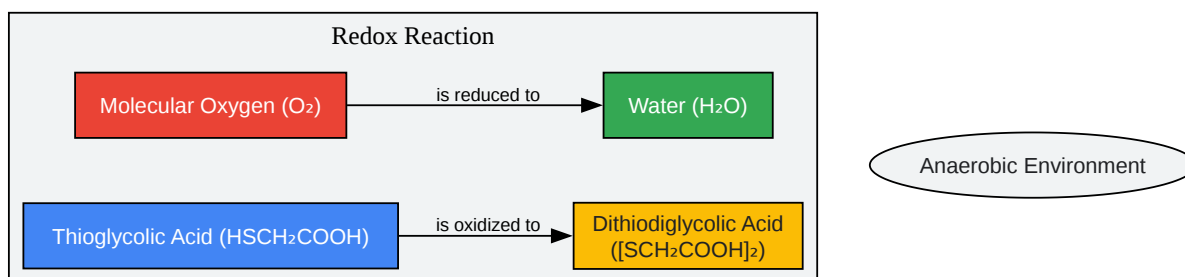 Redox Reaction
Molecular Oxygen (O₂)
is reduced to
Water (H₂O)
Anaerobic Environment
Thioglycolic Acid (HSCH₂COOH)
is oxidized to
Dithiodiglycolic Acid
([SCH₂COOH]₂)